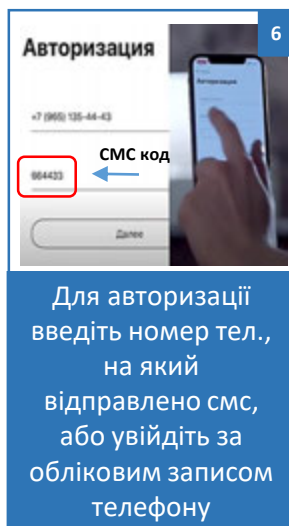 6
Авторизация
+7 (965) 135-44-43
СМС код
664433
Далее
Для авторизації
введіть номер тел.,
на який
відправлено смс,
або увійдіть за
обліковим записом
телефону